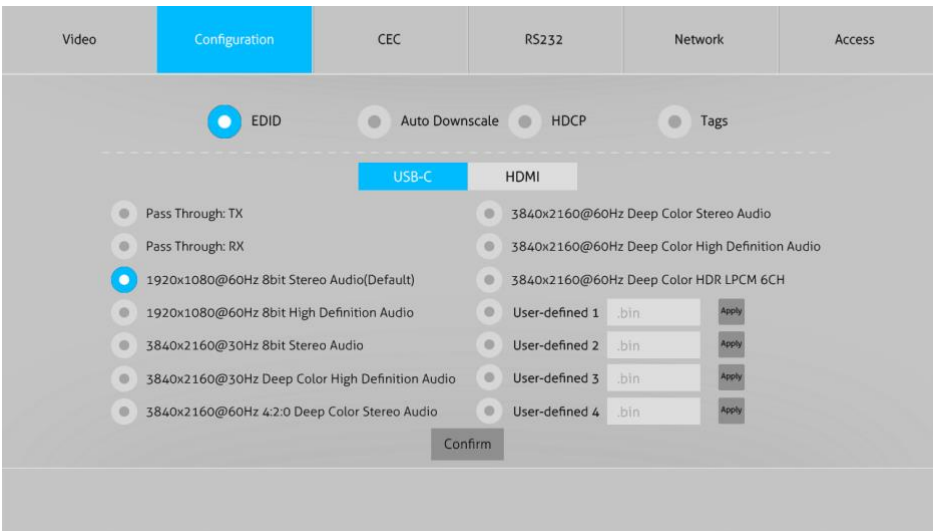 Video Configuration CEC RS232 Network Access
EDID Auto Downscale HDCP Tags
USB-C HDMI
Pass Through: TX
Pass Through: RX
1920x1080@60Hz 8bit Stereo Audio(Default)
1920x1080@60Hz 8bit High Definition Audio
3840x2160@30Hz 8bit Stereo Audio
3840x2160@30Hz Deep Color High Definition Audio
3840x2160@60Hz 4:2:0 Deep Color Stereo Audio
3840x2160@60Hz Deep Color Stereo Audio
3840x2160@60Hz Deep Color High Definition Audio
3840x2160@60Hz Deep Color HDR LPCM 6CH
User-defined 1 .bin Apply
User-defined 2 .bin Apply
User-defined 3 .bin Apply
User-defined 4 .bin Apply
Confirm